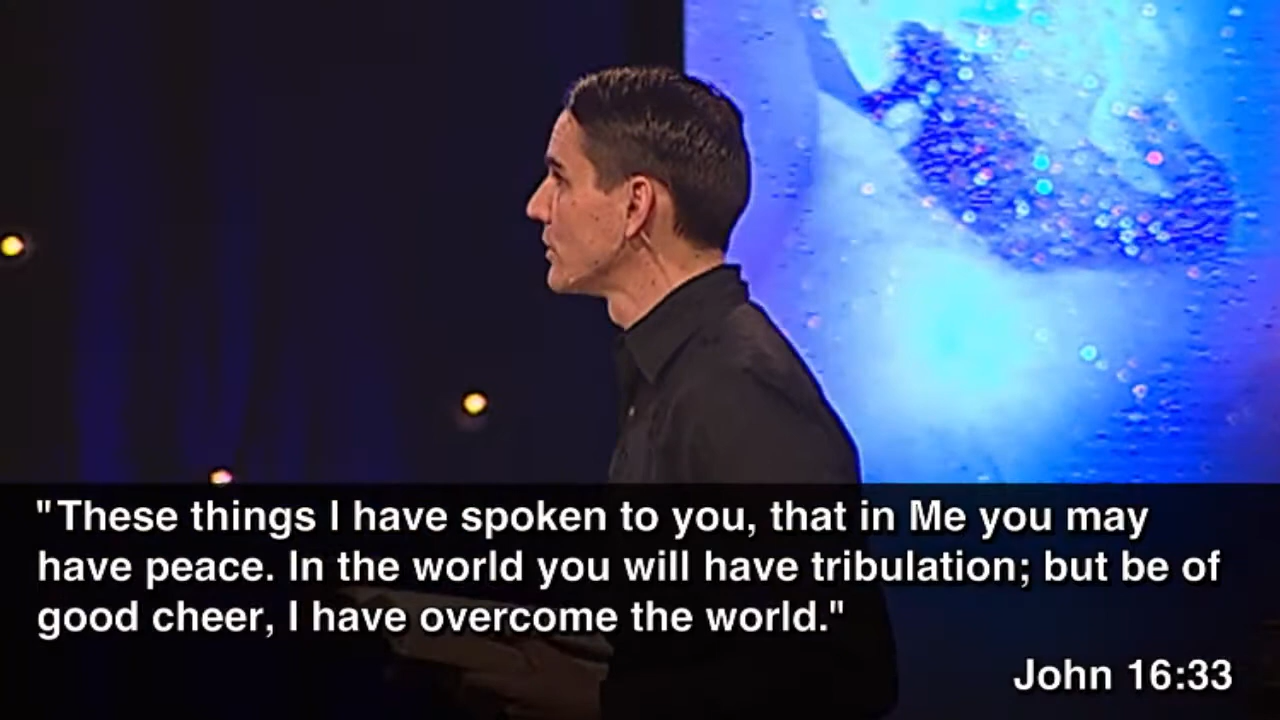 "These things I have spoken to you, that in Me you may
have peace. In the world you will have tribulation; but be of
good cheer, I have overcome the world."
John 16:33